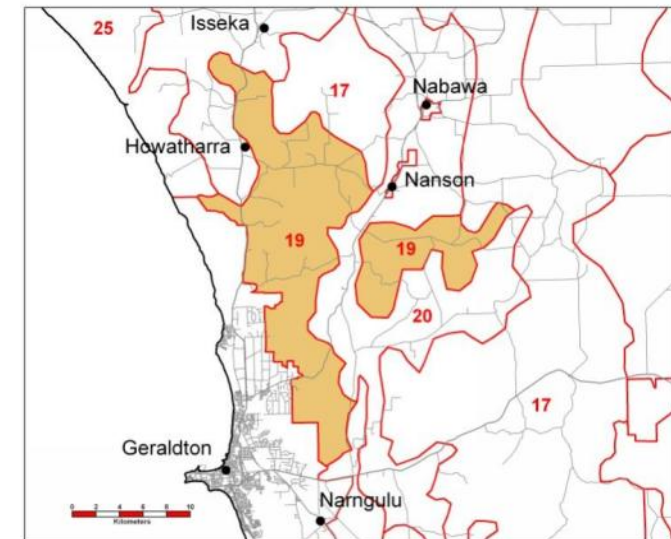 Isseka
25
17
Nabawa
Howatharra
Nanson
19
19
20
17
Geraldton
Narngulu
0 2 4 6 8 10
Kilometers